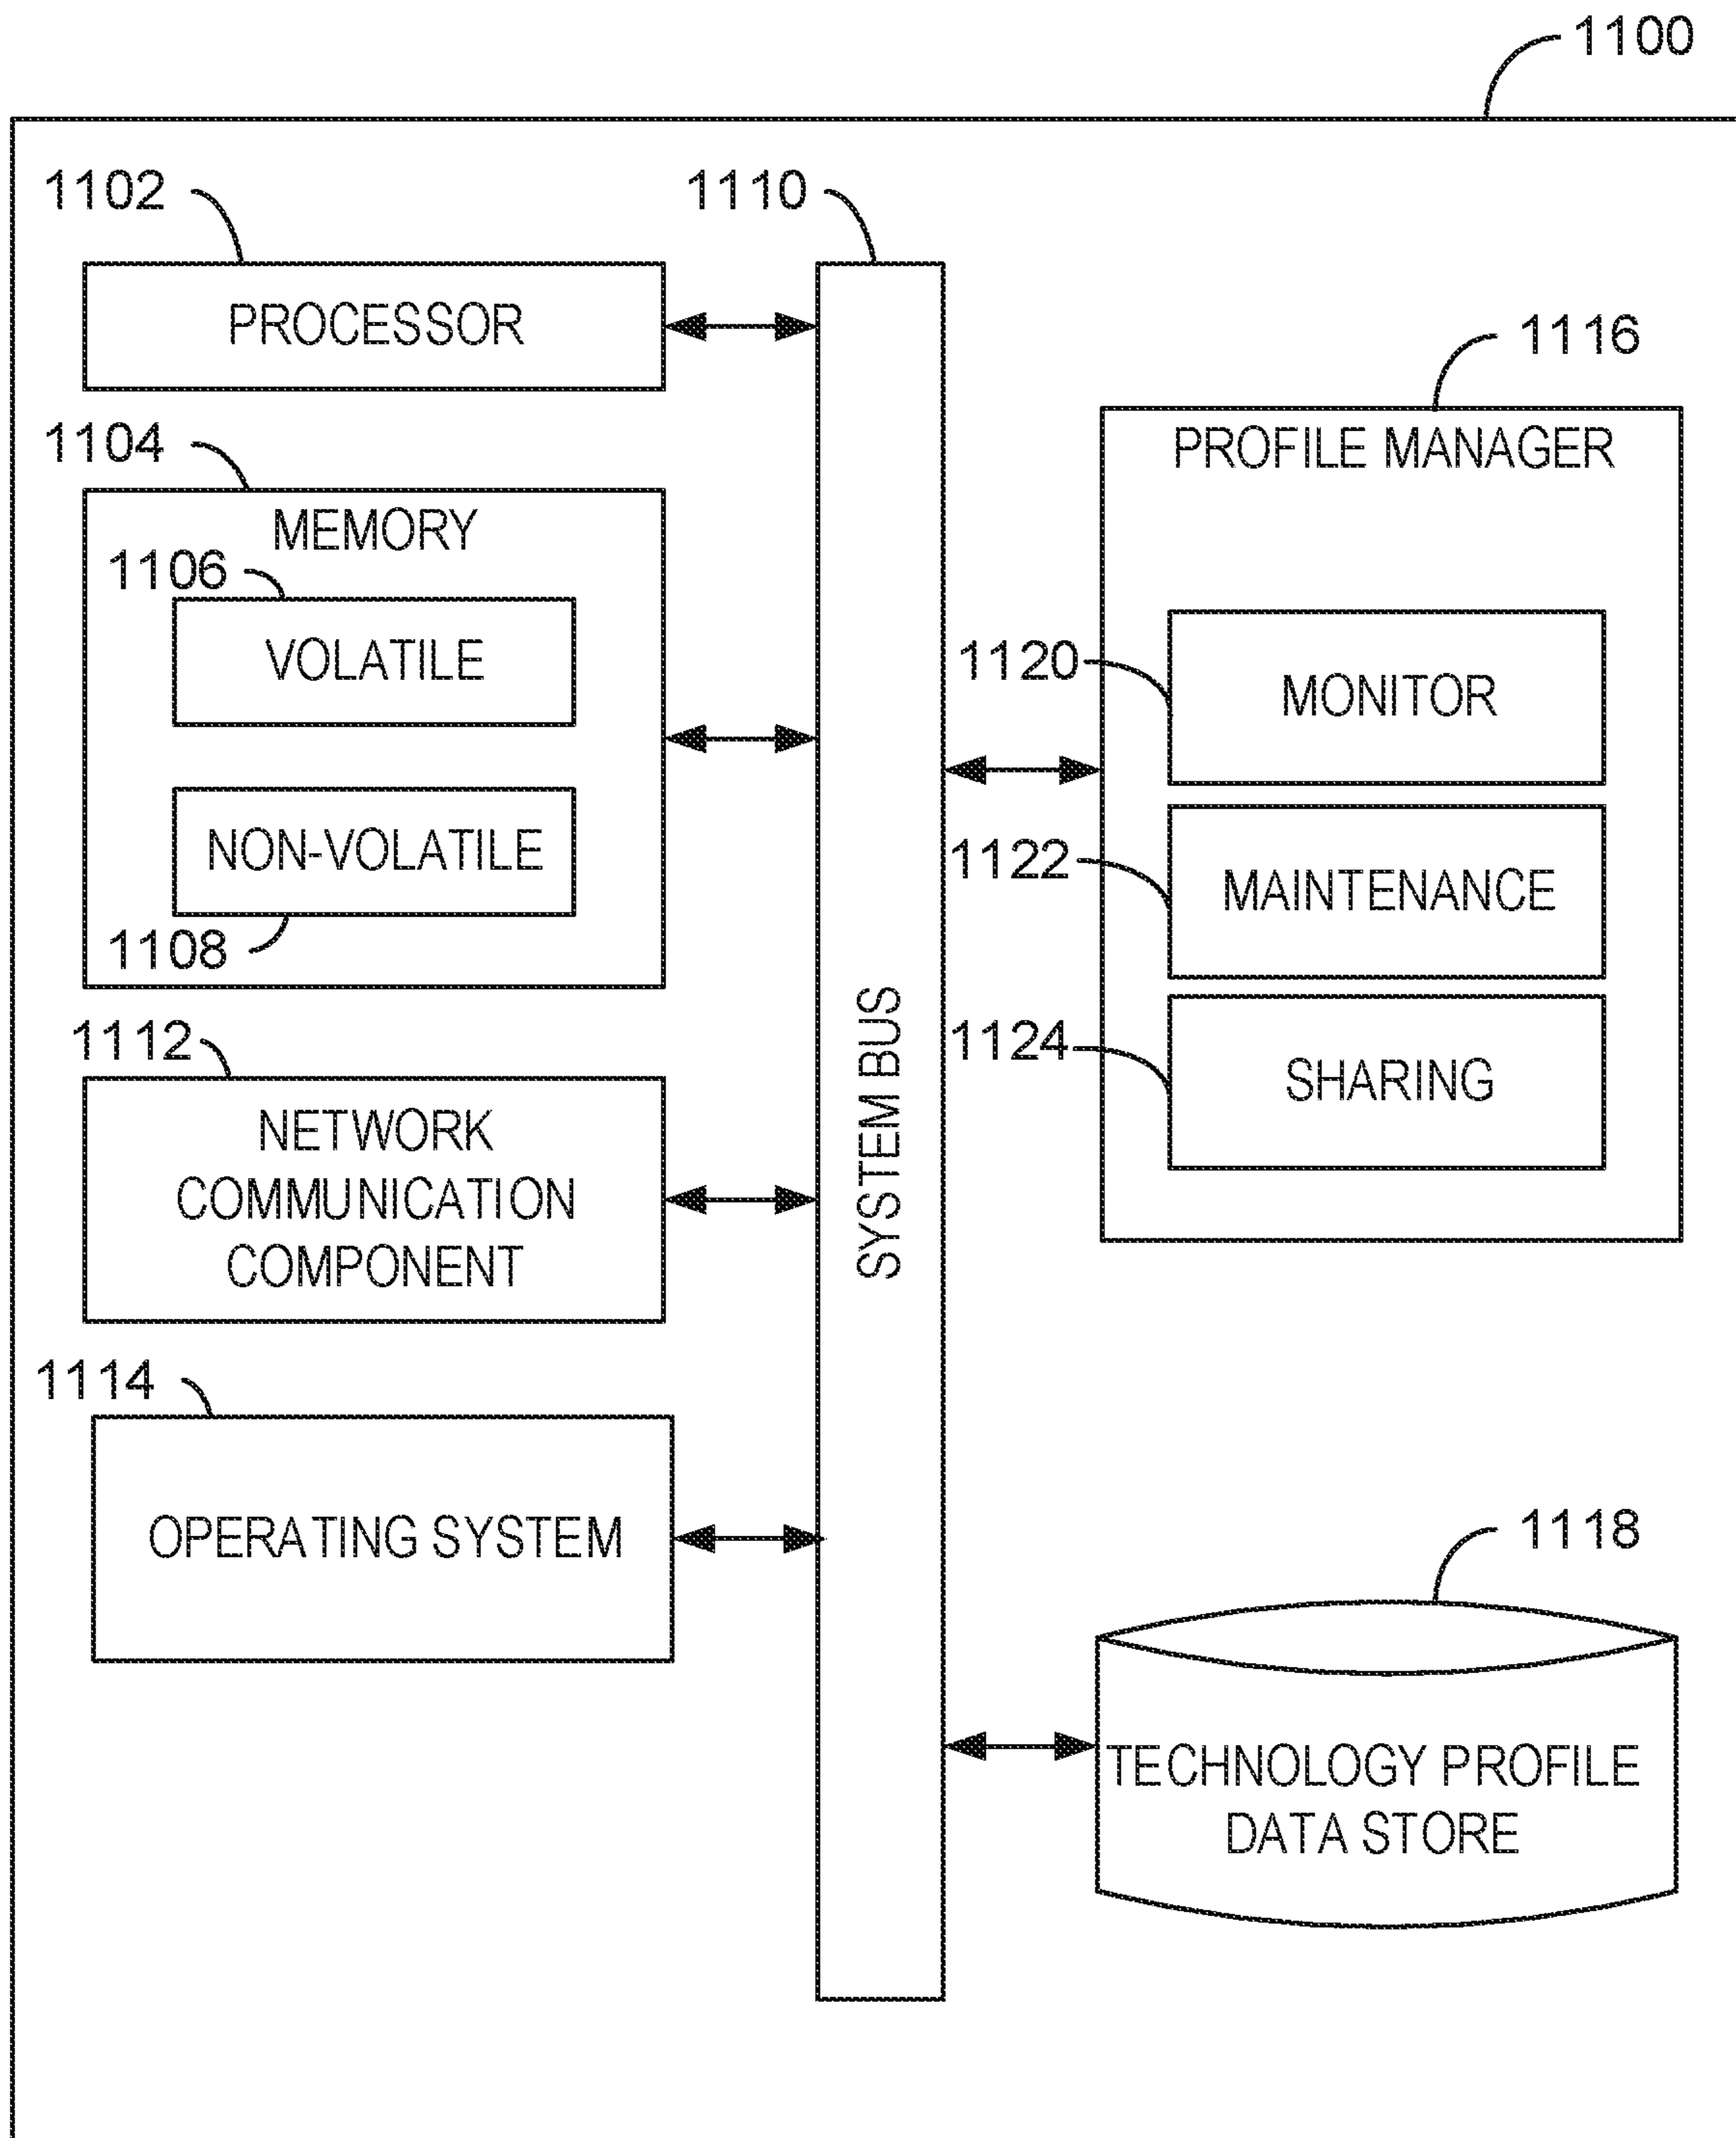 1100
1102
PROCESSOR
1104
MEMORY
1106
VOLATILE
NON-VOLATILE
1108
1112
NETWORK
COMMUNICATION
COMPONENT
1114
OPERATING SYSTEM
1110
SYSTEM BUS
1116
PROFILE MANAGER
1120
MONITOR
1122
MAINTENANCE
1124
SHARING
1118
TECHNOLOGY PROFILE
DATA STORE